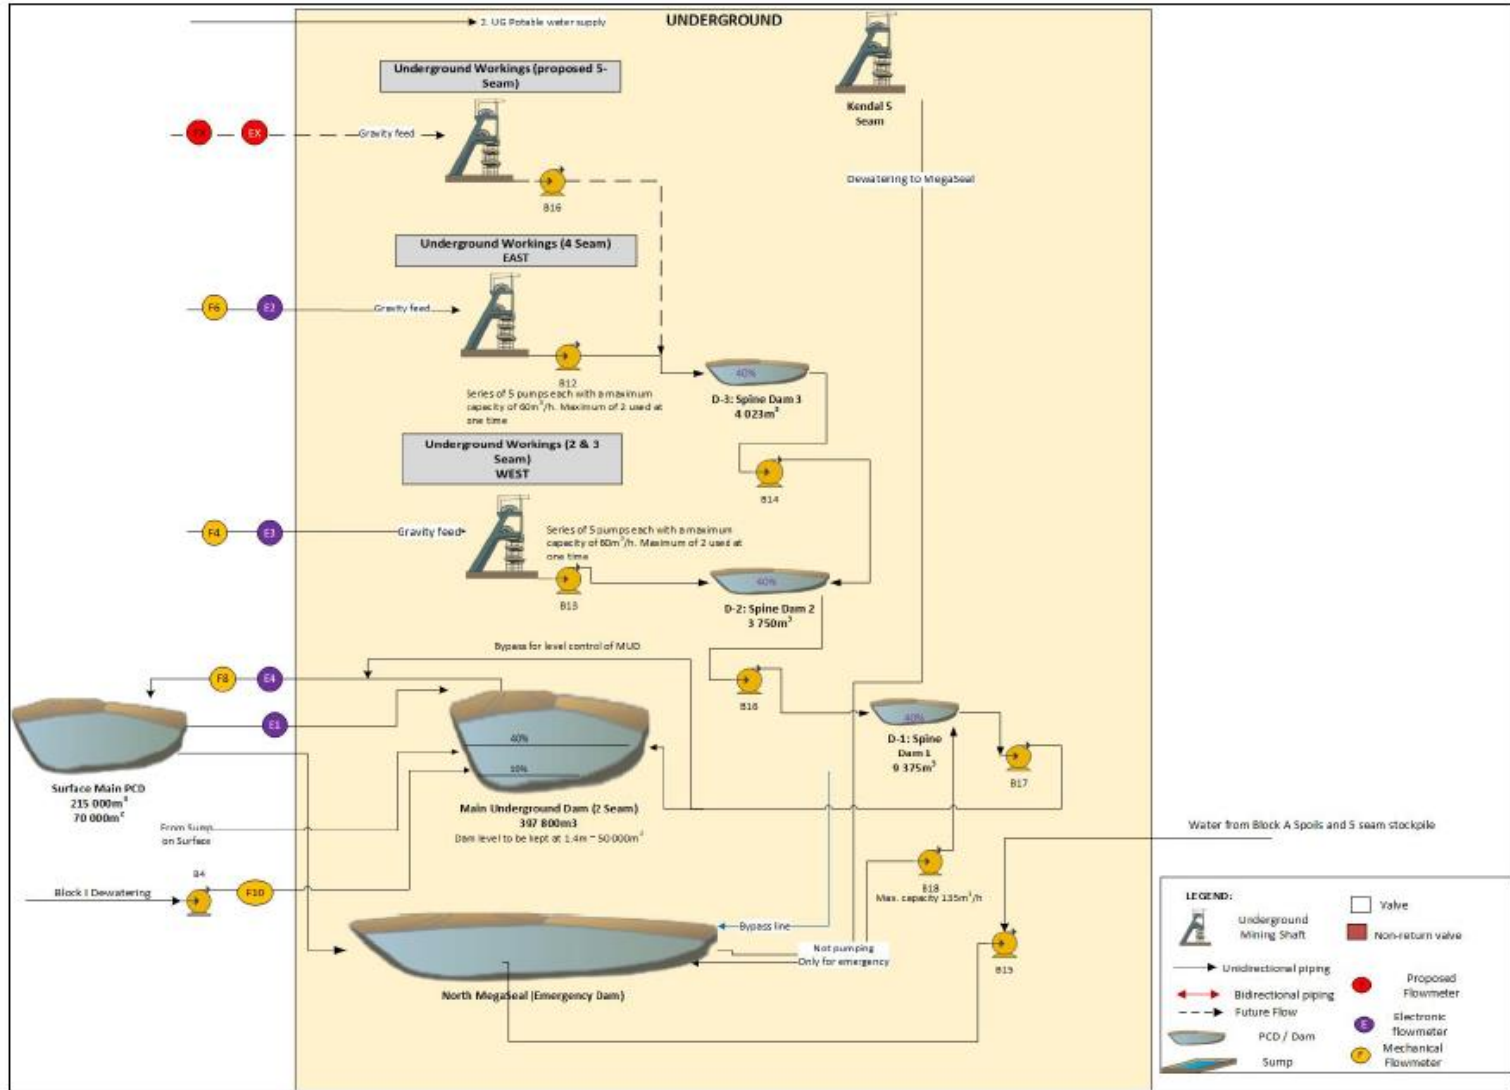 UNDERGROUND
2. UG Potable water supply
Underground Workings (proposed 5-
Seam)
Kendal 5
Seam
EX
Gravity feed
Dewatering to MegaSeal
B16
Underground Workings (4 Seam)
EAST
F6
E2
Gravity feed
B12
Series of 5 pumps each with a maximum
capacity of 60m³/h. Maximum of 2 used at
one time
40%
D-3: Spine Dam 3
4 023m³
Underground Workings (2 & 3
Seam)
WEST
B14
F4
E3
Gravity feed
Series of 5 pumps each with a maximum
capacity of 60m³/h. Maximum of 2 used at
one time
B13
40%
D-2: Spine Dam 2
3 750m³
Bypass for level control of MUD
F8
E4
E1
B16
40%
D-1: Spine
Dam 1
9 375m³
B17
40%
10%
Surface Main PCD
215 000m³
70 000m²
Main Underground Dam (2 Seam)
397 800m3
Dam level to be kept at 1.4m = 50 000m³
From Sump
on Surface
Water from Block A Spoils and 5 seam stockpile
B4
Block I Dewatering
F10
B18
Max. capacity 135m³/h
Bypass line
Not pumping
Only for emergency
B19
North MegaSeal (Emergency Dam)
LEGEND:
Underground
Mining Shaft
Valve
Non-return valve
Unidirectional piping
Bidirectional piping
Future Flow
PCD / Dam
Sump
Proposed
Flowmeter
E
Electronic
flowmeter
F
Mechanical
Flowmeter